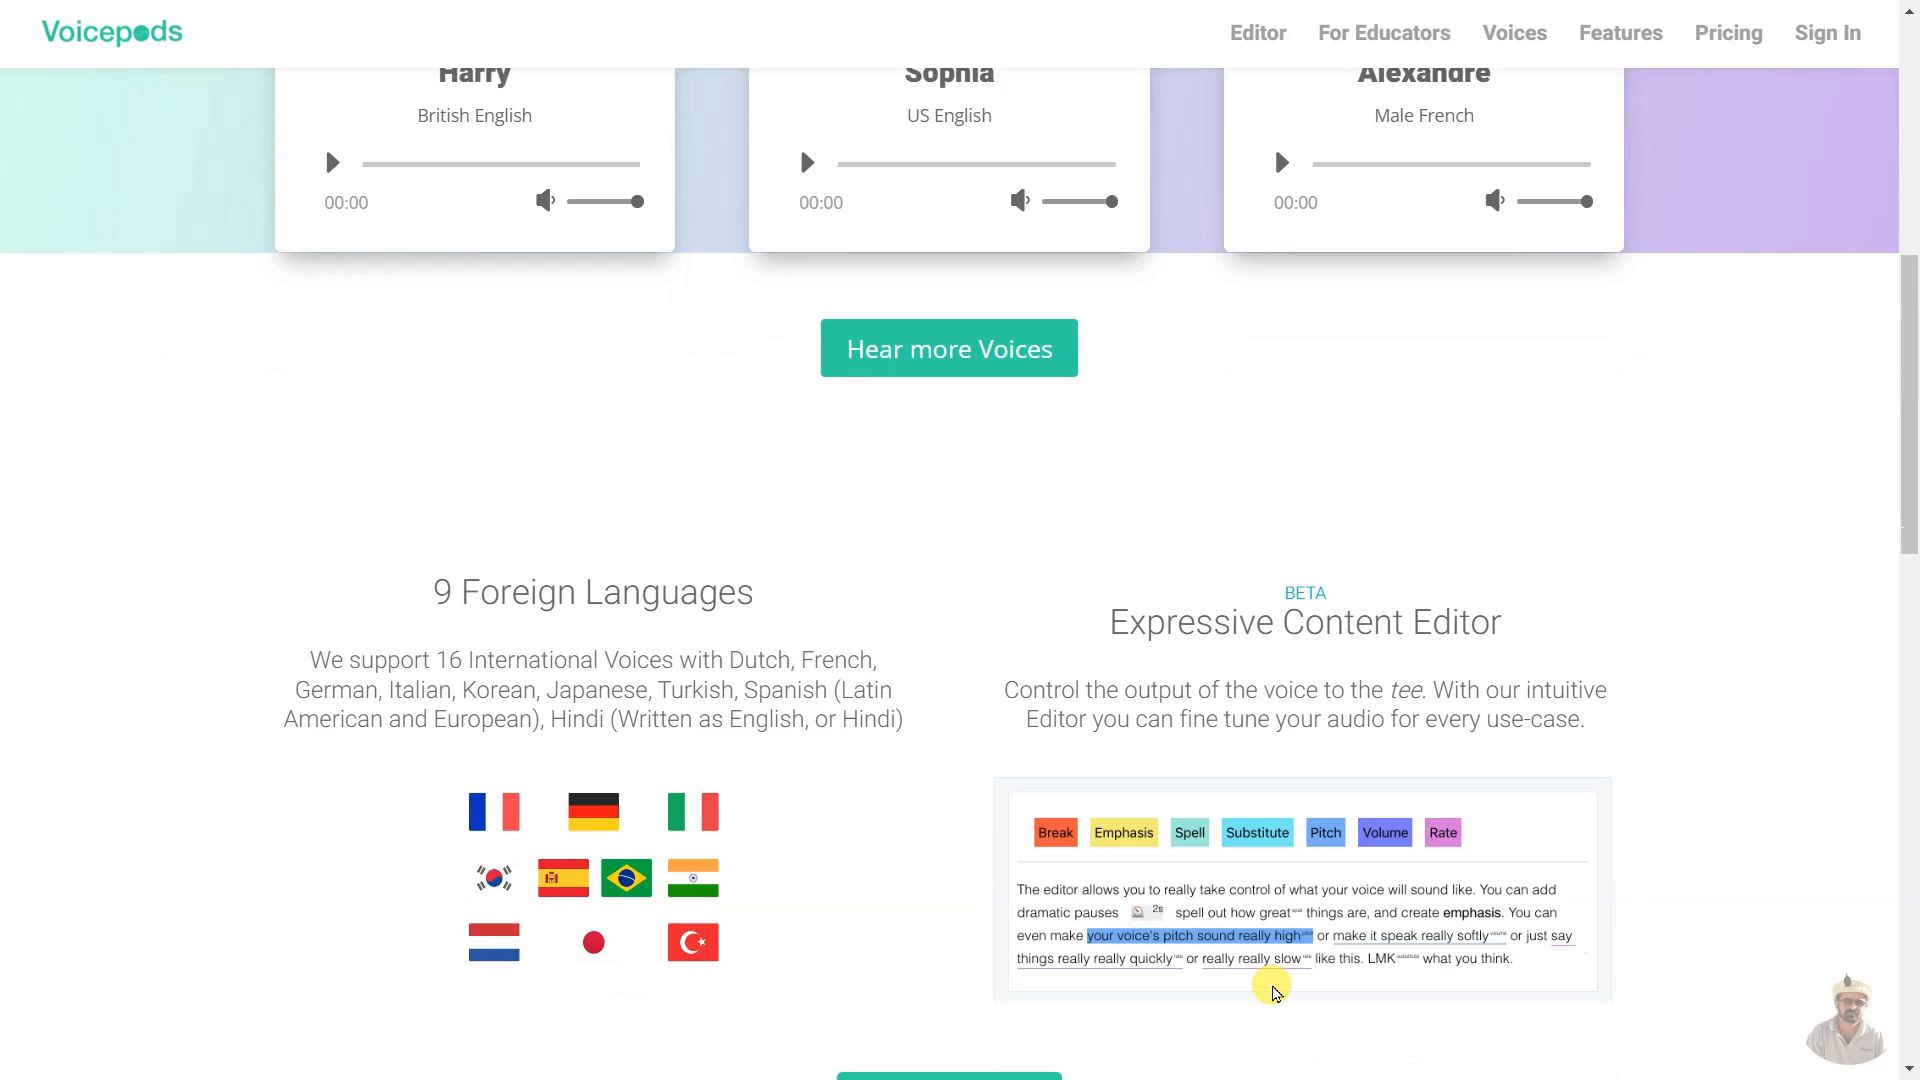 Voicepods
Editor For Educators Voices Features Pricing Sign In
Harry
British English
00:00
Sophia
US English
00:00
Alexandre
Male French
00:00
Hear more Voices
9 Foreign Languages
We support 16 International Voices with Dutch, French,
German, Italian, Korean, Japanese, Turkish, Spanish (Latin
American and European), Hindi (Written as English, or Hindi)
BETA
Expressive Content Editor
Control the output of the voice to the tee. With our intuitive
Editor you can fine tune your audio for every use-case.
Break Emphasis Spell Substitute Pitch Volume Rate
The editor allows you to really take control of what your voice will sound like. You can add
dramatic pauses 2s spell out how great spell things are, and create emphasis. You can
even make your voice's pitch sound really high pitch or make it speak really softly volume or just say
things really really quickly rate or really really slow rate like this. LMK substitute what you think.